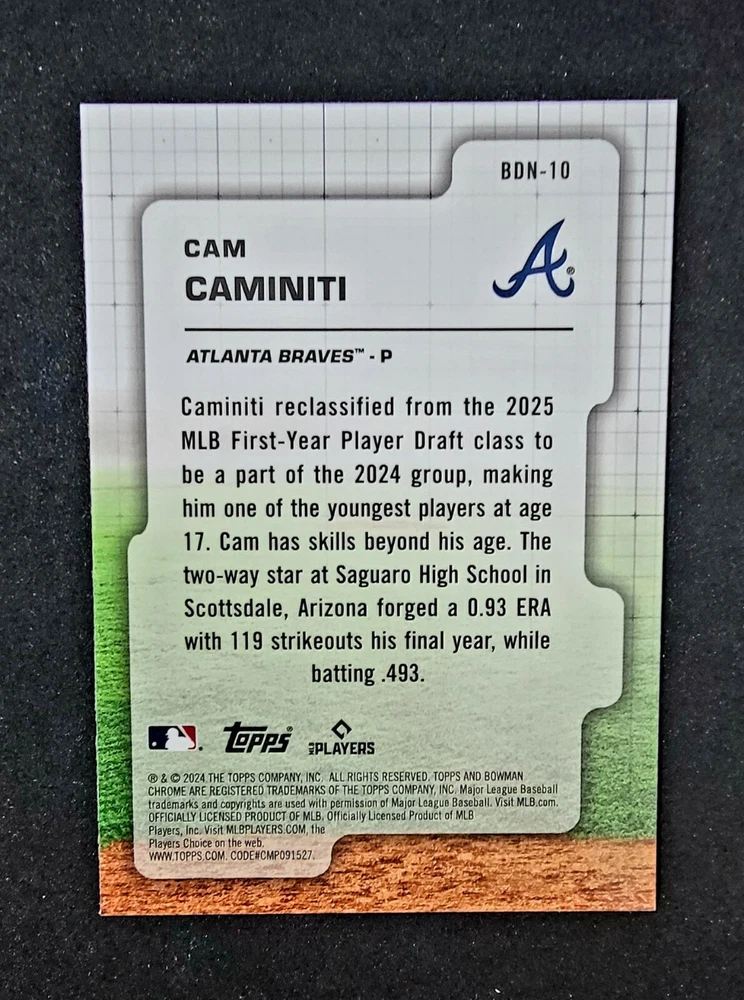 BDN-10
CAM
CAMINITI
A®
ATLANTA BRAVES™ - P
Caminiti reclassified from the 2025
MLB First-Year Player Draft class to
be a part of the 2024 group, making
him one of the youngest players at age
17. Cam has skills beyond his age. The
two-way star at Saguaro High School in
Scottsdale, Arizona forged a 0.93 ERA
with 119 strikeouts his final year, while
batting .493.
Topps® MLB PLAYERS
® & © 2024 THE TOPPS COMPANY, INC. ALL RIGHTS RESERVED. TOPPS AND BOWMAN
CHROME ARE REGISTERED TRADEMARKS OF THE TOPPS COMPANY, INC. Major League Baseball
trademarks and copyrights are used with permission of Major League Baseball. Visit MLB.com.
OFFICIALLY LICENSED PRODUCT OF MLB. Officially Licensed Product of MLB
Players, Inc. Visit MLBPLAYERS.COM, the
Players Choice on the web.
WWW.TOPPS.COM. CODE#CMP091527.